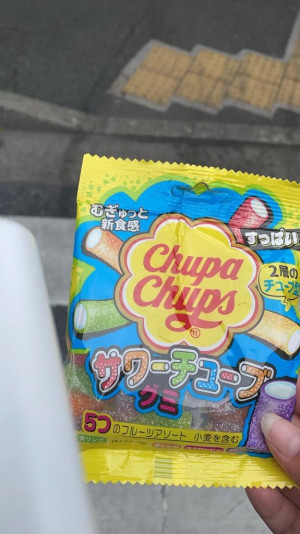 むぎゅっと
新食感
すっぱい
Chupa
Chups
®
2層の
チューブ型
サワーチューブ
グミ
5つのフルーツアソート 小麦を含む